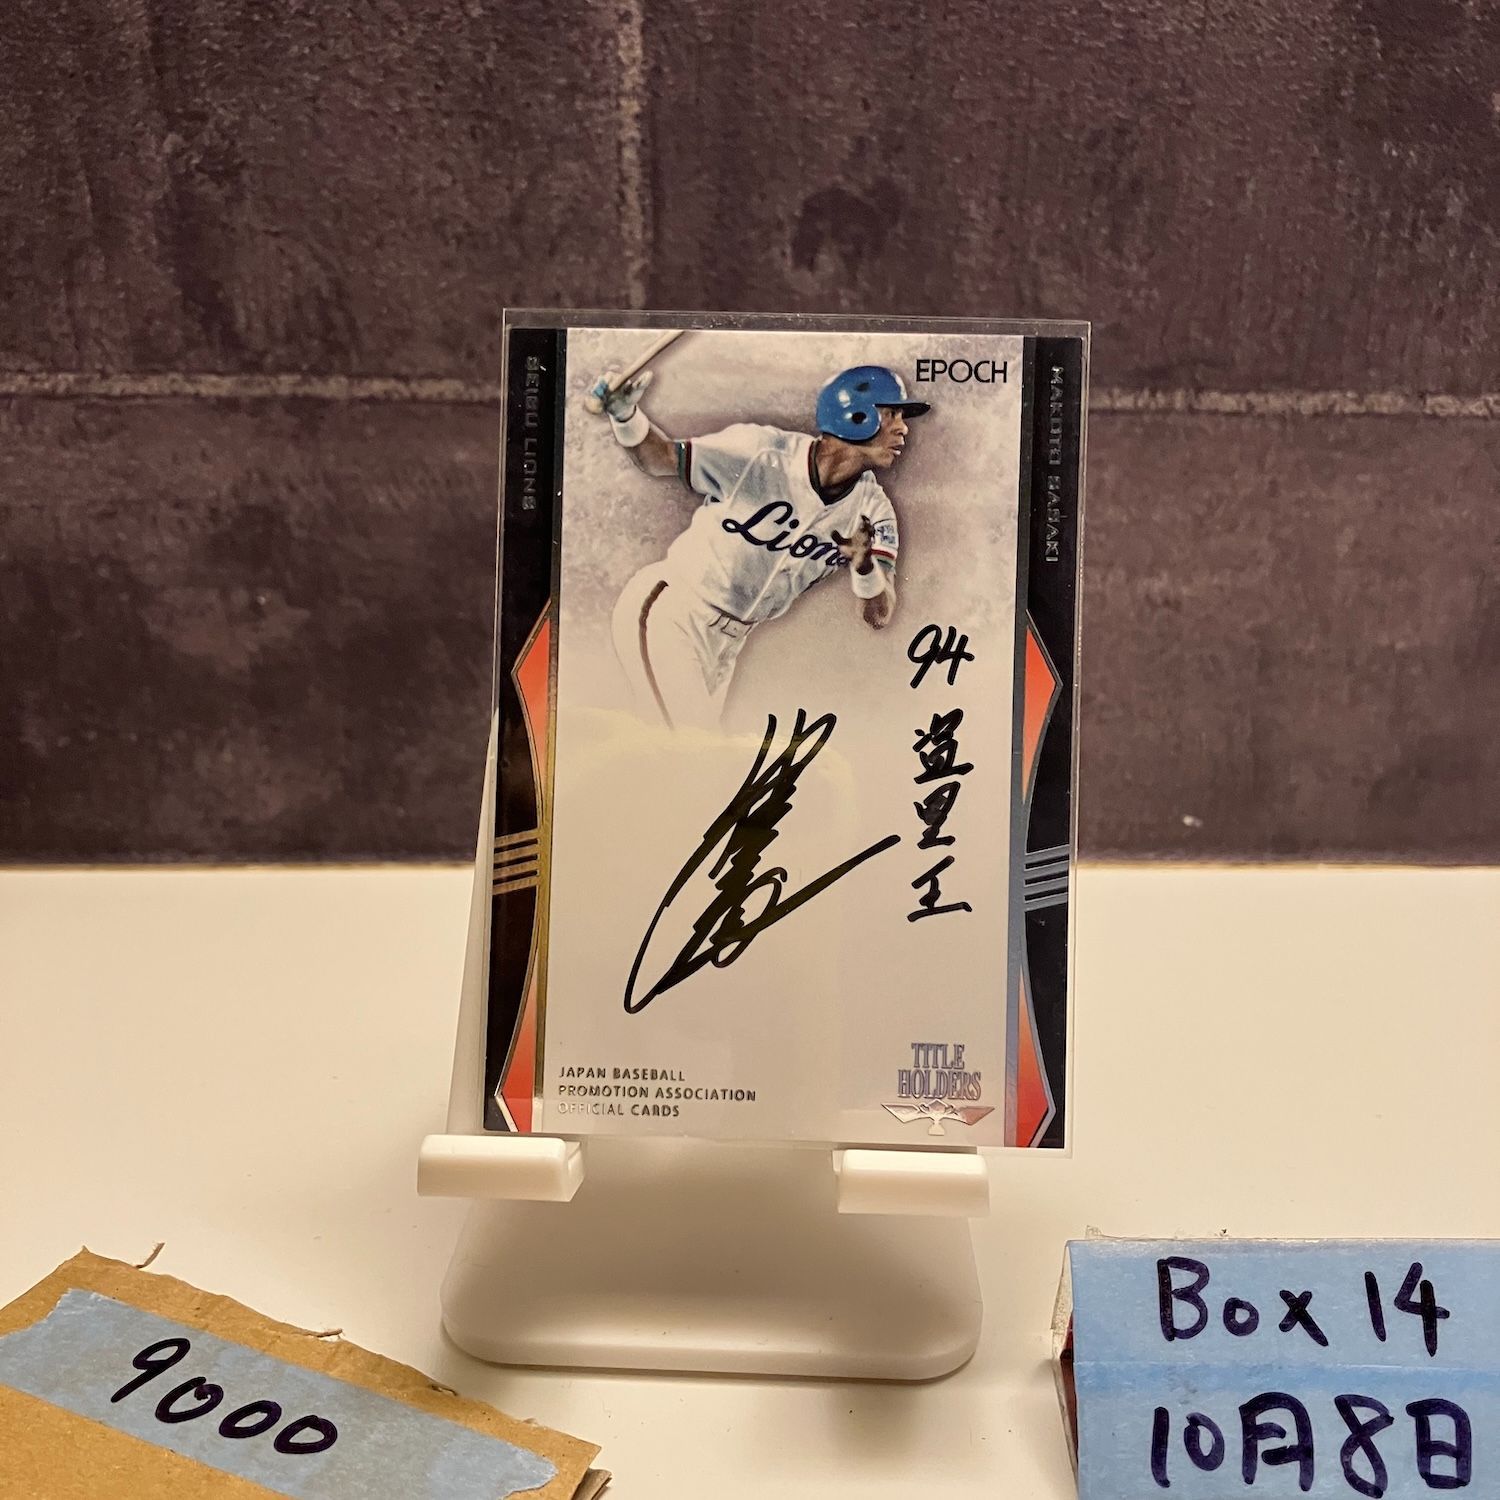 SEIBU LIONS
EPOCH
MAKOTO SASAKI
Lions
94
盗塁王
JAPAN BASEBALL
PROMOTION ASSOCIATION
OFFICIAL CARDS
TITLE
HOLDERS
9000
Box 14
10月8日